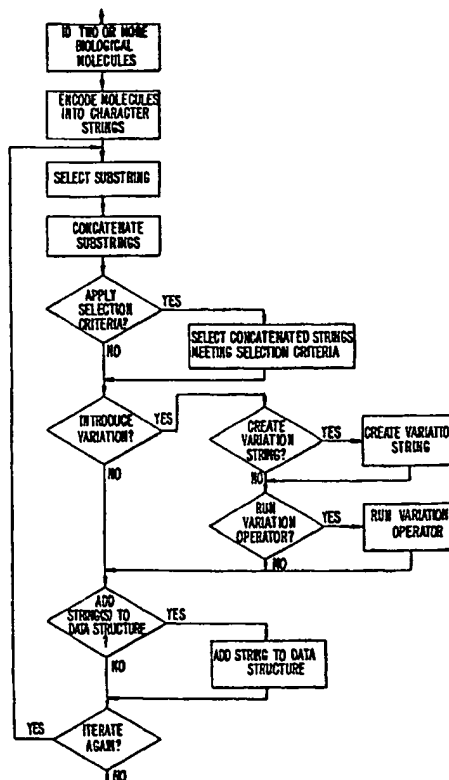 ID TWO OR MORE
BIOLOGICAL
MOLECULES
ENCODE MOLECULES
INTO CHARACTER
STRINGS
SELECT SUBSTRING
CONCATENATE
SUBSTRINGS
APPLY
SELECTION
CRITERIA?
YES
NO
SELECT CONCATENATED STRINGS
MEETING SELECTION CRITERIA
INTRODUCE
VARIATION?
YES
NO
CREATE
VARIATION
STRING?
YES
NO
CREATE VARIATION
STRING
RUN
VARIATION
OPERATOR?
YES
NO
RUN VARIATION
OPERATOR
ADD
STRING(S) TO
DATA STRUCTURE
?
YES
NO
ADD STRING TO DATA
STRUCTURE
ITERATE
AGAIN?
YES
NO